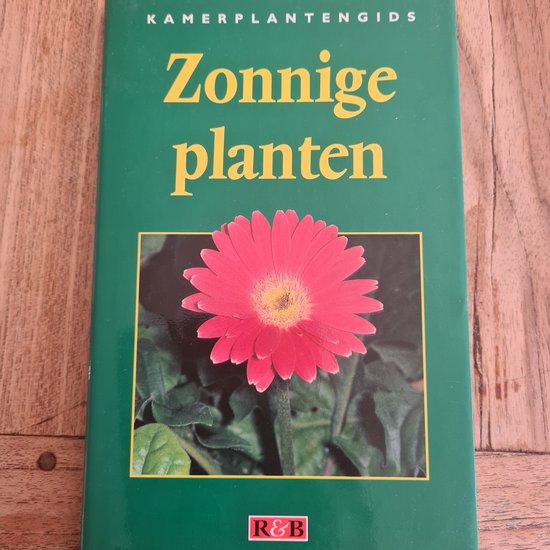 KAMERPLANTENGIDS
Zonnige
planten
R&B